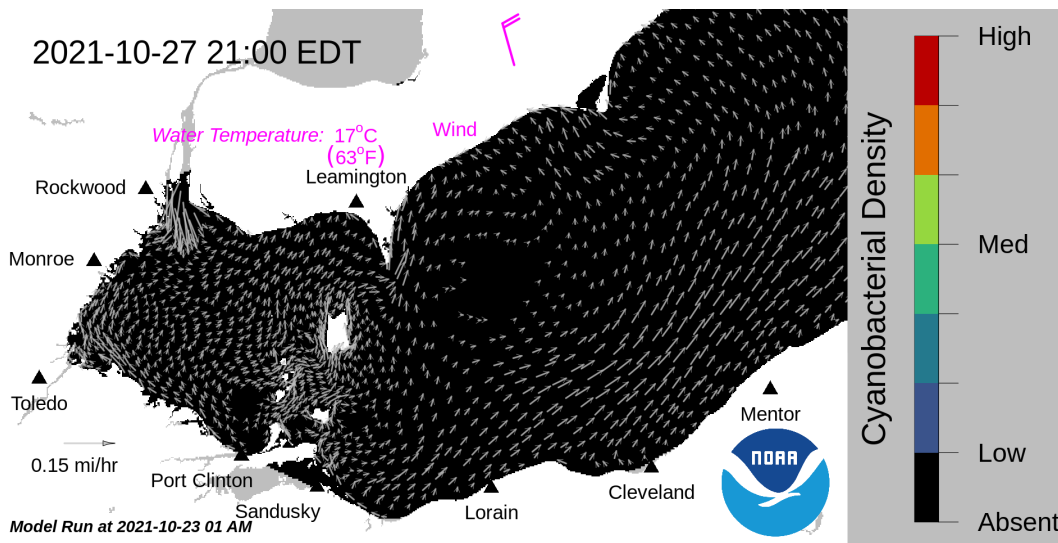 2021-10-27 21:00 EDT
High
Wind
Water Temperature: 17°C
(63°F)
Leamington
Rockwood
Cyanobacterial Density
Med
Monroe
Toledo
Mentor
0.15 mi/hr
NOAA
Low
Port Clinton
Cleveland
Sandusky
Lorain
Absent
Model Run at 2021-10-23 01 AM